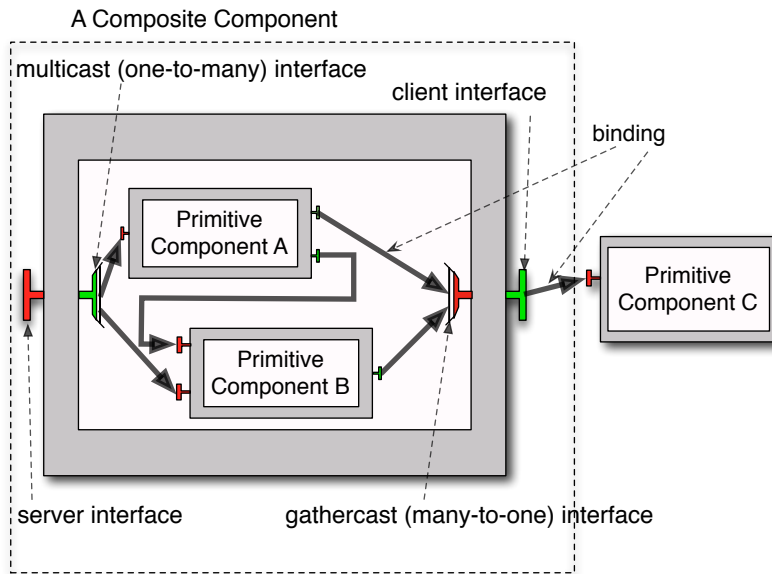 A Composite Component
multicast (one-to-many) interface
client interface
binding
Primitive
Component A
Primitive
Component C
Primitive
Component B
server interface
gathercast (many-to-one) interface